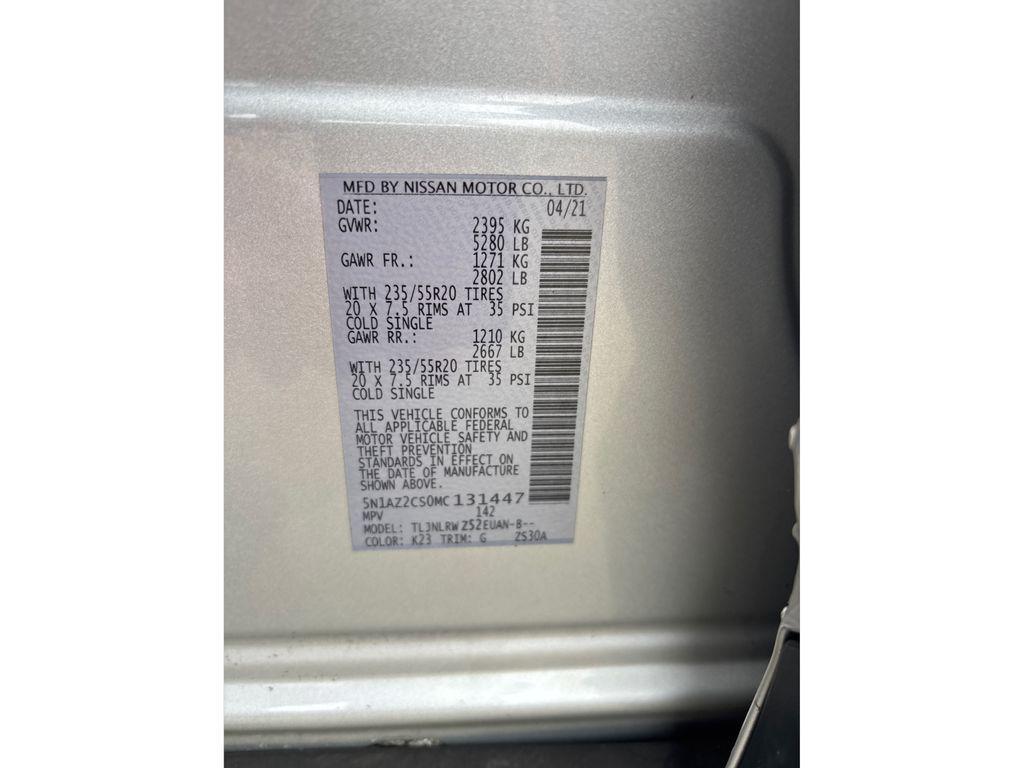 MFD BY NISSAN MOTOR CO., LTD.
DATE: 04/21
GVWR: 2395 KG
5280 LB
GAWR FR.: 1271 KG
2802 LB
WITH 235/55R20 TIRES
20 X 7.5 RIMS AT 35 PSI
COLD SINGLE
GAWR RR.: 1210 KG
2667 LB
WITH 235/55R20 TIRES
20 X 7.5 RIMS AT 35 PSI
COLD SINGLE
THIS VEHICLE CONFORMS TO
ALL APPLICABLE FEDERAL
MOTOR VEHICLE SAFETY AND
THEFT PREVENTION
STANDARDS IN EFFECT ON
THE DATE OF MANUFACTURE
SHOWN ABOVE.
5N1AZ2CS0MC 131447
MPV 142
MODEL: TL3NLRW ZS2EUAN-B--
COLOR: K23 TRIM: G ZS30A